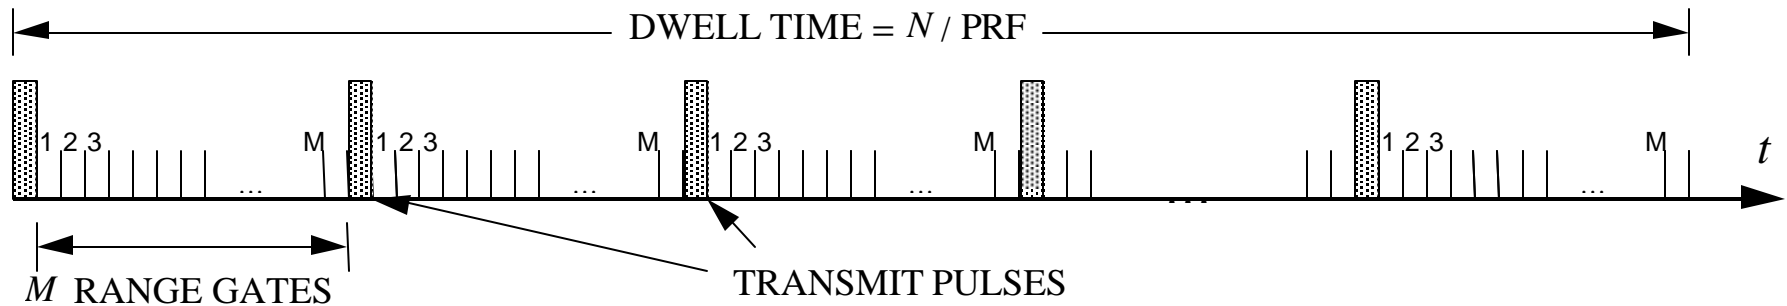 DWELL TIME = N / PRF
1 2 3 ... M 1 2 3 ... M 1 2 3 ... M ... 1 2 3 ... M t
M RANGE GATES
TRANSMIT PULSES